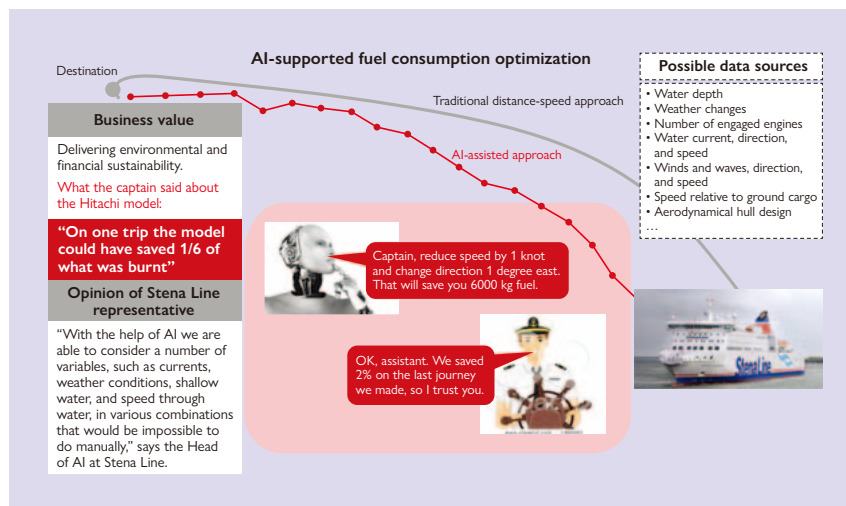 AI-supported fuel consumption optimization
Destination
Traditional distance-speed approach
AI-assisted approach
Business value
Delivering environmental and
financial sustainability.
What the captain said about
the Hitachi model:
“On one trip the model
could have saved 1/6 of
what was burnt”
Opinion of Stena Line
representative
“With the help of AI we are
able to consider a number of
variables, such as currents,
weather conditions, shallow
water, and speed through
water, in various combinations
that would be impossible to
do manually,” says the Head
of AI at Stena Line.
Captain, reduce speed by 1 knot
and change direction 1 degree east.
That will save you 6000 kg fuel.
OK, assistant. We saved
2% on the last journey
we made, so I trust you.
Possible data sources
• Water depth
• Weather changes
• Number of engaged engines
• Water current, direction,
and speed
• Winds and waves, direction,
and speed
• Speed relative to ground cargo
• Aerodynamical hull design
…
Stena Line